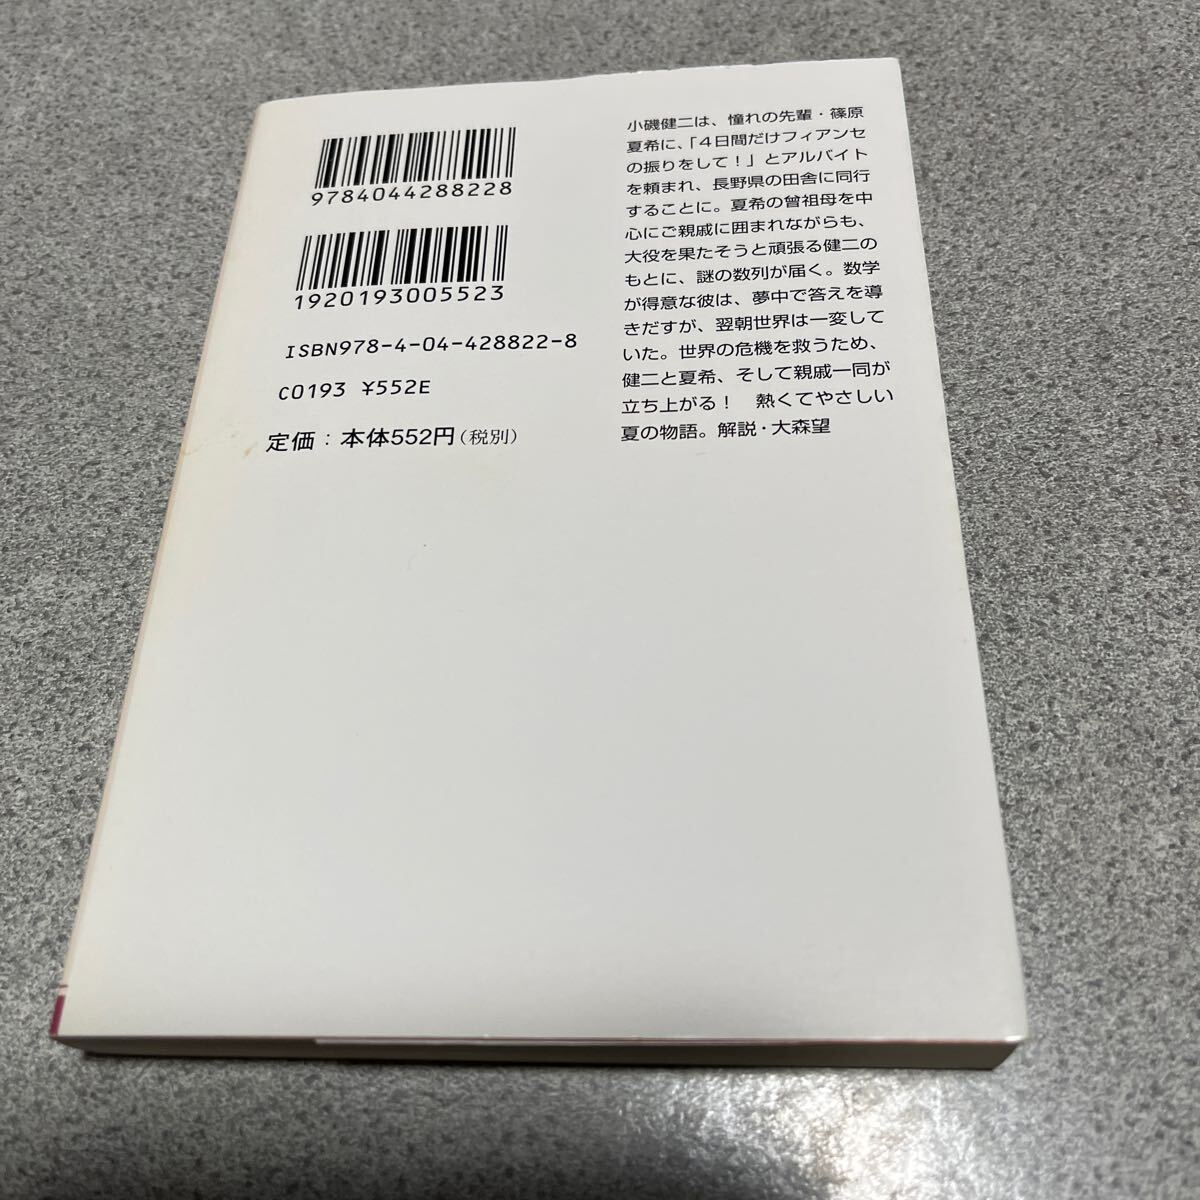 9784044288228
1920193005523
ISBN978-4-04-428822-8
C0193 ¥552E
定価：本体552円(税別)
小磯健二は、憧れの先輩・篠原
夏希に、「4日間だけフィアンセ
の振りをして！」とアルバイト
を頼まれ、長野県の田舎に同行
することに。夏希の曾祖母を中
心にご親戚に囲まれながらも、
大役を果たそうと頑張る健二の
もとに、謎の数列が届く。数学
が得意な彼は、夢中で答えを導
きだすが、翌朝世界は一変して
いた。世界の危機を救うため、
健二と夏希、そして親戚一同が
立ち上がる！　熱くてやさしい
夏の物語。解説・大森望